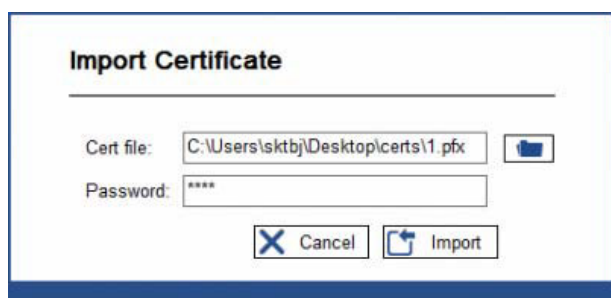 Import Certificate
Cert file: C:\Users\sktbj\Desktop\certs\1.pfx
Password: ****
Cancel Import